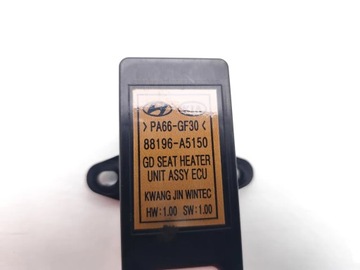 >PA66-GF30<
88196-A5150
GD SEAT HEATER
UNIT ASSY ECU
KWANG JIN WINTEC
HW: 1.00 SW: 1.00